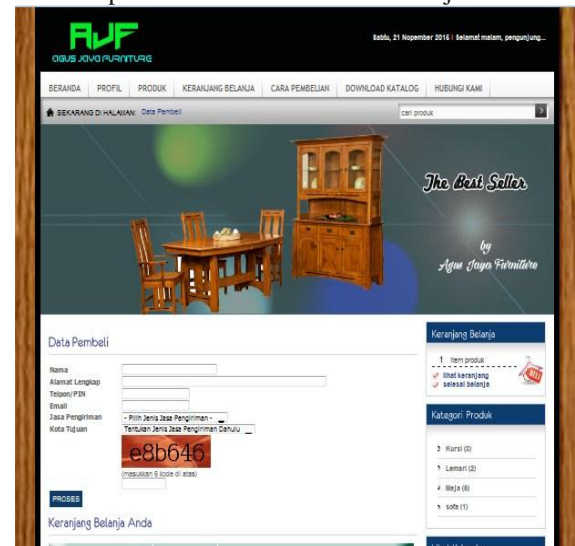 AJF
AGUS JAVA FURNITURE
Sabtu, 21 Nopember 2015 | Selamat malam, pengunjung...
BERANDA PROFIL PRODUK KERANJANG BELANJA CARA PEMBELIAN DOWNLOAD KATALOG HUBUNGI KAMI
SEKARANG DI HALAMAN: Data Pembeli
cari produk
The Best Seller
by
Agus Jaya Furniture
Data Pembeli
Nama
Alamat Lengkap
Telpon/PIN
Email
Jasa Pengiriman - Pilih Jenis Jasa Pengiriman -
Kota Tujuan Tentukan Jenis Jasa Pengiriman Dahulu
e8b646
(masukkan 6 kode di atas)
PROSES
Keranjang Belanja Anda
Keranjang Belanja
1 item produk
lihat keranjang
selesai belanja
Kategori Produk
Kursi (2)
Lemari (2)
Meja (6)
sofa (1)